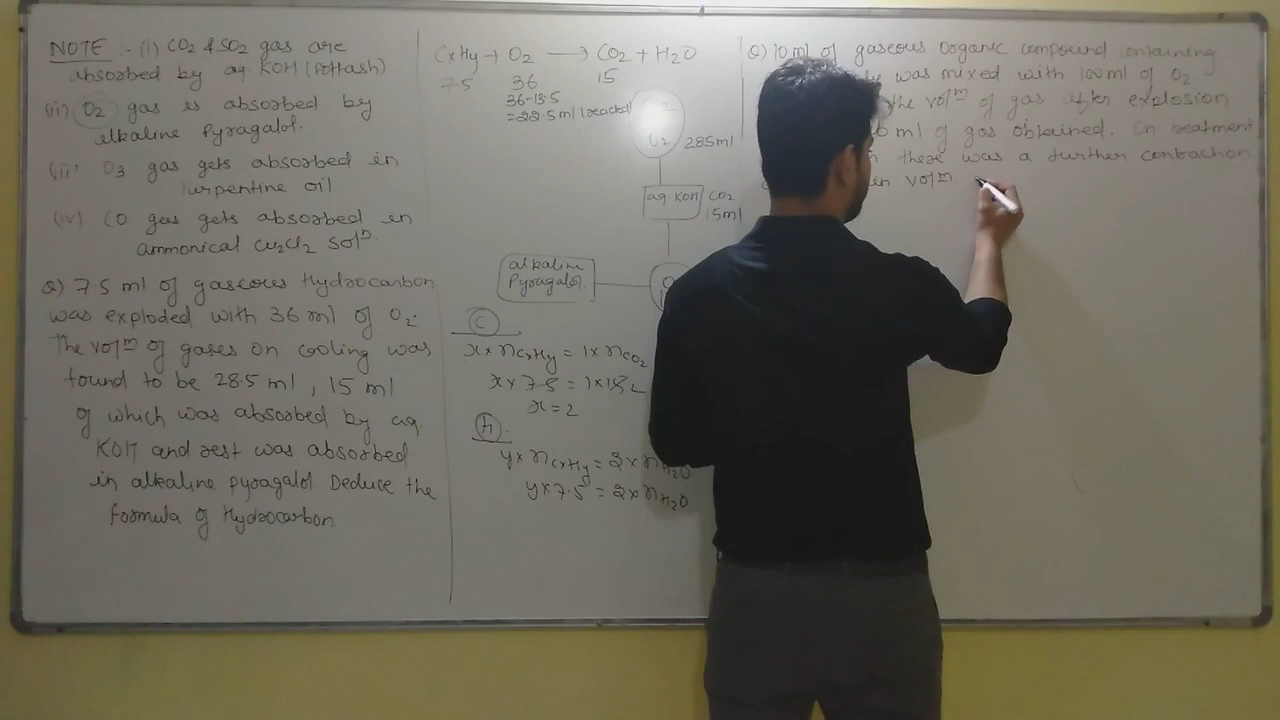 NOTE :- (i) CO2 & SO2 gas are
absorbed by aq. KOH (Pottash)
(ii) O2 gas is absorbed by
alkaline Pyragalol.
(iii) O3 gas gets absorbed in
turpentine oil
(iv) CO gas gets absorbed in
ammonical Cu2Cl2 Solⁿ.
Q) 7.5 ml of gaseous Hydrocarbon
was exploded with 36 ml of O2.
The volᵐ of gases on cooling was
found to be 28.5 ml, 15 ml
of which was absorbed by aq.
KOH and rest was absorbed
in alkaline pyragalol Deduce the
formula of Hydrocarbon
CxHy + O2 → CO2 + H2O
7.5 36 15
36-13.5
= 22.5 ml (reacted)
O2 28.5ml
aq KOH CO2
15ml
alkaline
Pyragalol.
C
x × nCxHy = 1 × nCO2
x × 7.5 = 1 × 15 2
x = 2
H
y × nCxHy = 2 × nH2O
y × 7.5 = 2 × nH2O
Q) 10 ml of gaseous organic compound containing
was mixed with 100 ml of O2
the volᵐ of gas after explosion
ml of gas obtained. On treatment
there was a further contraction
in volᵐ